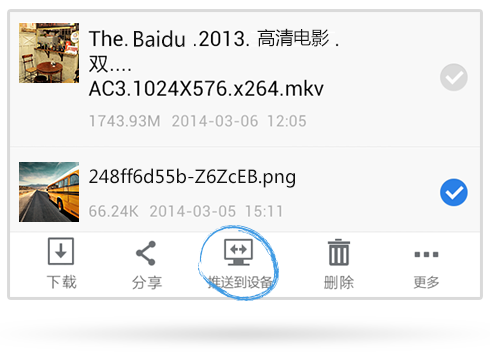 The. Baidu .2013. 高清电影 .
双....
AC3.1024X576.x264.mkv
1743.93M 2014-03-06 12:05
248ff6d55b-Z6ZcEB.png
66.24K 2014-03-05 15:11
下载 分享 推送到设备 删除 更多